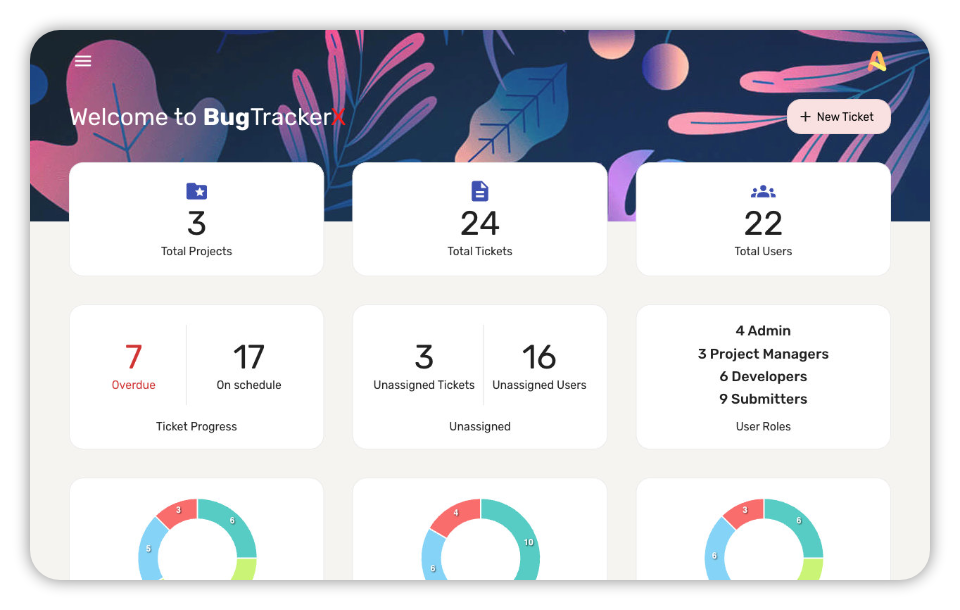 Welcome to BugTrackerX
+ New Ticket
3
Total Projects
24
Total Tickets
22
Total Users
7
Overdue
17
On schedule
Ticket Progress
3
Unassigned Tickets
16
Unassigned Users
Unassigned
4 Admin
3 Project Managers
6 Developers
9 Submitters
User Roles
3
6
5
4
10
6
3
6
6